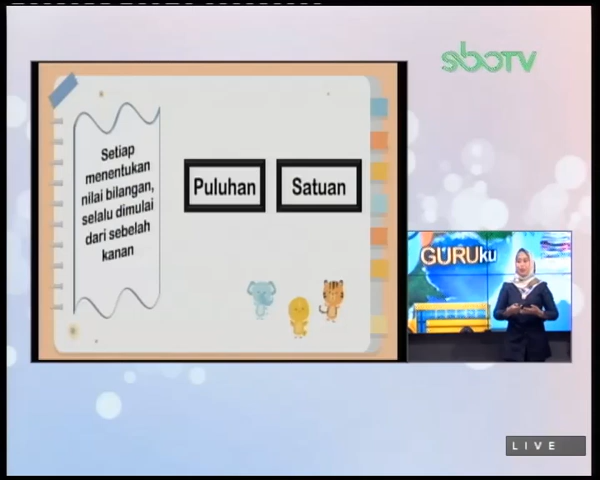 sboTV
Setiap
menentukan
nilai bilangan,
selalu dimulai
dari sebelah
kanan
Puluhan
Satuan
GURUku
LIVE